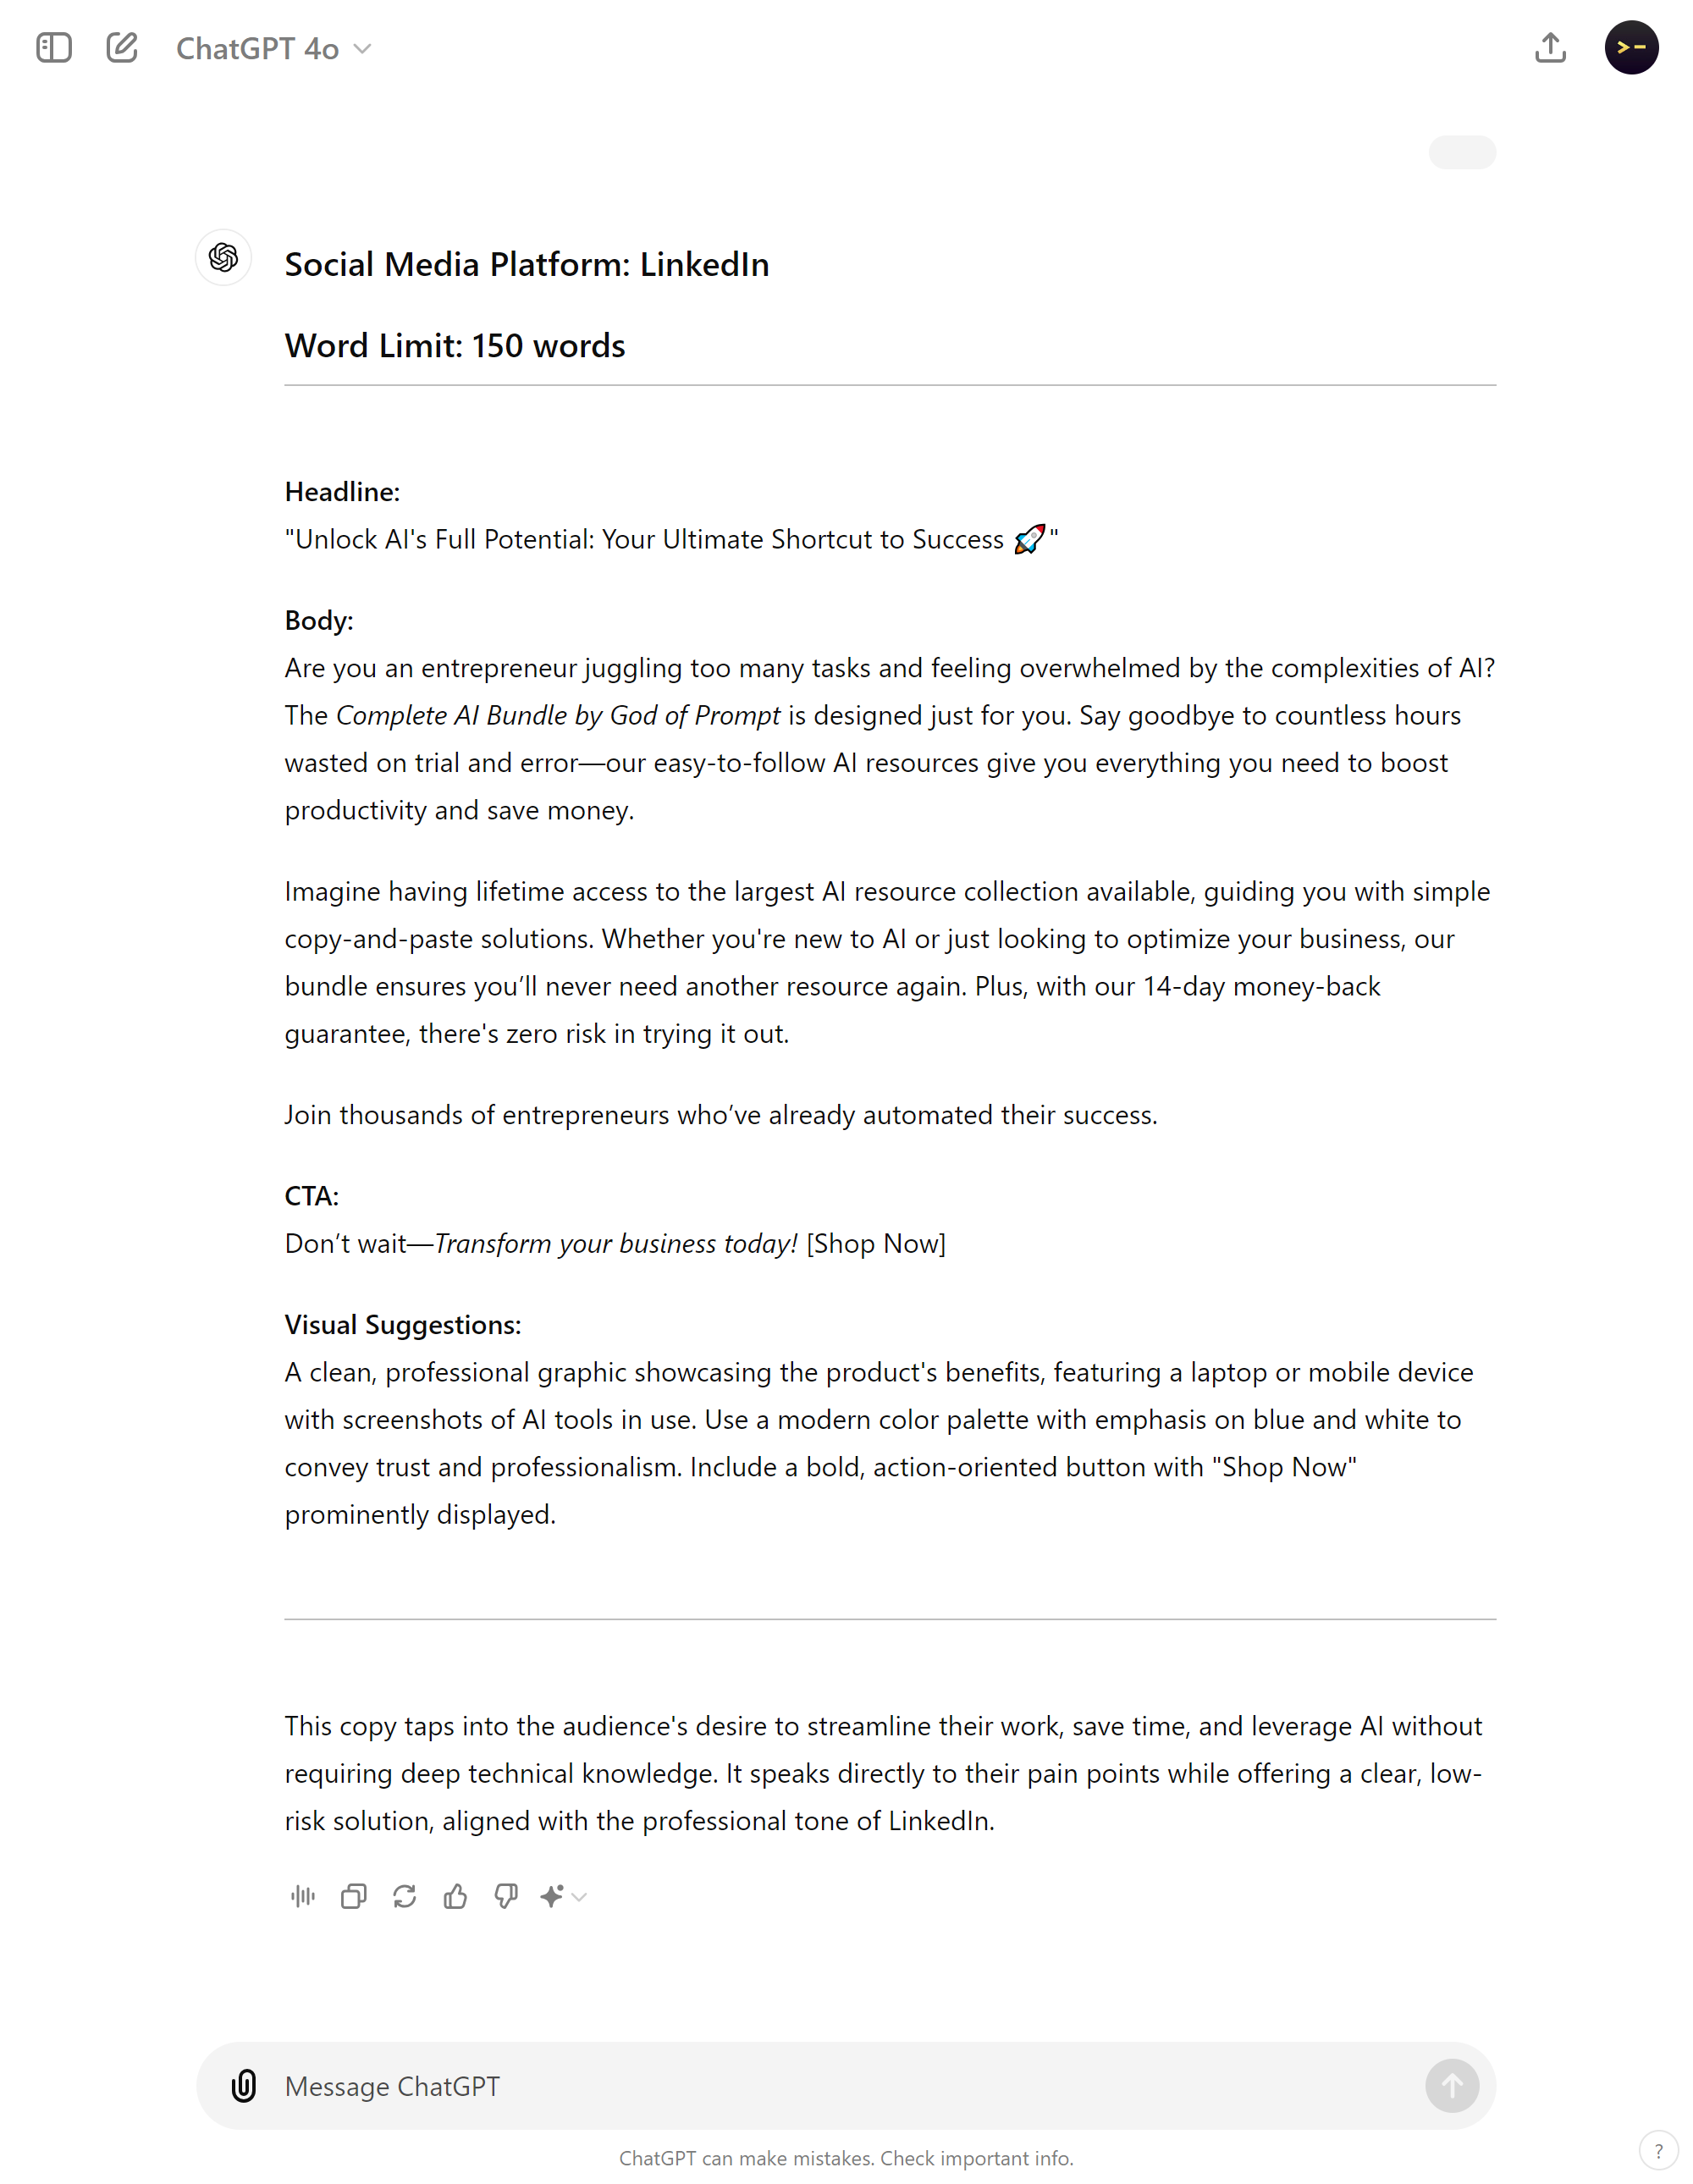 ChatGPT 4o
Social Media Platform: LinkedIn
Word Limit: 150 words
Headline:
"Unlock AI's Full Potential: Your Ultimate Shortcut to Success 🚀"
Body:
Are you an entrepreneur juggling too many tasks and feeling overwhelmed by the complexities of AI?
The Complete AI Bundle by God of Prompt is designed just for you. Say goodbye to countless hours
wasted on trial and error—our easy-to-follow AI resources give you everything you need to boost
productivity and save money.
Imagine having lifetime access to the largest AI resource collection available, guiding you with simple
copy-and-paste solutions. Whether you're new to AI or just looking to optimize your business, our
bundle ensures you’ll never need another resource again. Plus, with our 14-day money-back
guarantee, there's zero risk in trying it out.
Join thousands of entrepreneurs who’ve already automated their success.
CTA:
Don’t wait—Transform your business today! [Shop Now]
Visual Suggestions:
A clean, professional graphic showcasing the product's benefits, featuring a laptop or mobile device
with screenshots of AI tools in use. Use a modern color palette with emphasis on blue and white to
convey trust and professionalism. Include a bold, action-oriented button with "Shop Now"
prominently displayed.
This copy taps into the audience's desire to streamline their work, save time, and leverage AI without
requiring deep technical knowledge. It speaks directly to their pain points while offering a clear, low-
risk solution, aligned with the professional tone of LinkedIn.
Message ChatGPT
ChatGPT can make mistakes. Check important info.
?